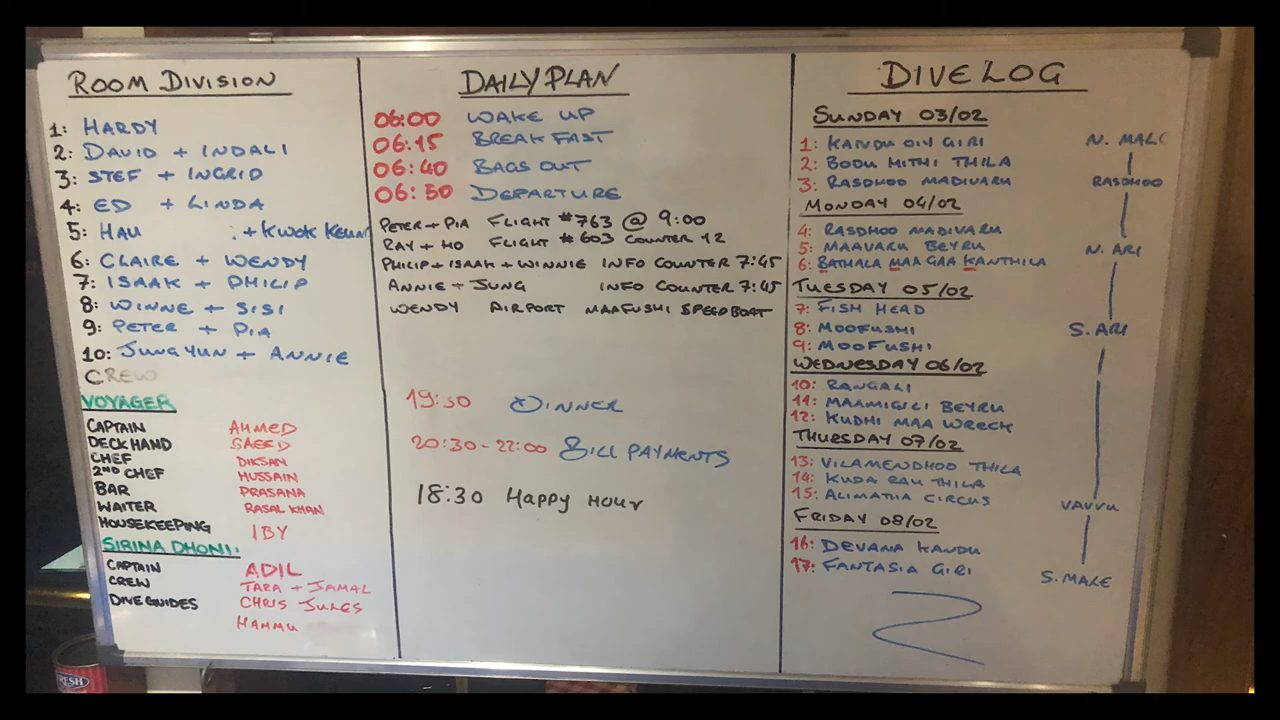 ROOM DIVISION
1: HARDY
2: DAVID + INDALI
3: STEF + INGRID
4: ED + LINDA
5: HAU : + KWOK KEUNG
6: CLAIRE + WENDY
7: ISAAK + PHILIP
8: WINNE + SISI
9: PETER + PIA
10: JUNGYUN + ANNIE
CREW
VOYAGER
CAPTAIN AHMED
DECK HAND SAEED
CHEF DIKSAN
2ND CHEF HUSSAIN
BAR PRASANA
WAITER RASAL KHAN
HOUSEKEEPING IBY
SIRINA DHONI:
CAPTAIN ADIL
CREW TARA + JAMAL
DIVE GUIDES CHRIS JULES
HAMMU
DAILY PLAN
06:00 WAKE UP
06:15 BREAKFAST
06:40 BAGS OUT
06:50 DEPARTURE
PETER + PIA FLIGHT #763 @ 9:00
RAY + HO FLIGHT #603 COUNTER 12
PHILIP + ISAAK + WINNIE INFO COUNTER 7:45
ANNIE + JUNG INFO COUNTER 7:45
WENDY AIRPORT MAAFUSHI SPEEDBOAT
19:30 DINNER
20:30-22:00 BILL PAYMENTS
18:30 HAPPY HOUR
DIVE LOG
SUNDAY 03/02
1: KANDU OIY GIRI
2: BODU HITHI THILA
3: RASDHOO MADIVARU
MONDAY 04/02
4: RASDHOO MADIVARU
5: MAAVARU BEYRU
6: BATHALA MAAGAA KANTHILA
TUESDAY 05/02
7: FISH HEAD
8: MOOFUSHI
9: MOOFUSHI
WEDNESDAY 06/02
10: RANGALI
11: MAAMIGILI BEYRU
12: KUDHI MAA WRECK
THURSDAY 07/02
13: VILAMENDHOO THILA
14: KUDA RAH THILA
15: ALIMATHA CIRCUS
FRIDAY 08/02
16: DEVANA KANDU
17: FANTASIA GIRI
N. MALE
RASDHOO
N. ARI
S. ARI
VAVVU
S. MALE
RESH